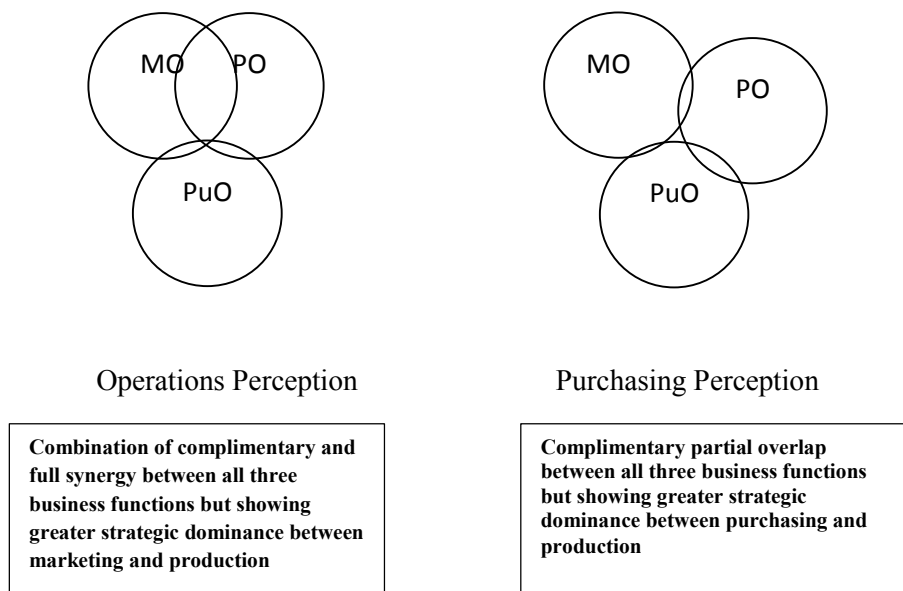 MO PO
PuO
MO
PO
PuO
Operations Perception
Purchasing Perception
Combination of complimentary and
full synergy between all three
business functions but showing
greater strategic dominance between
marketing and production
Complimentary partial overlap
between all three business functions
but showing greater strategic
dominance between purchasing and
production